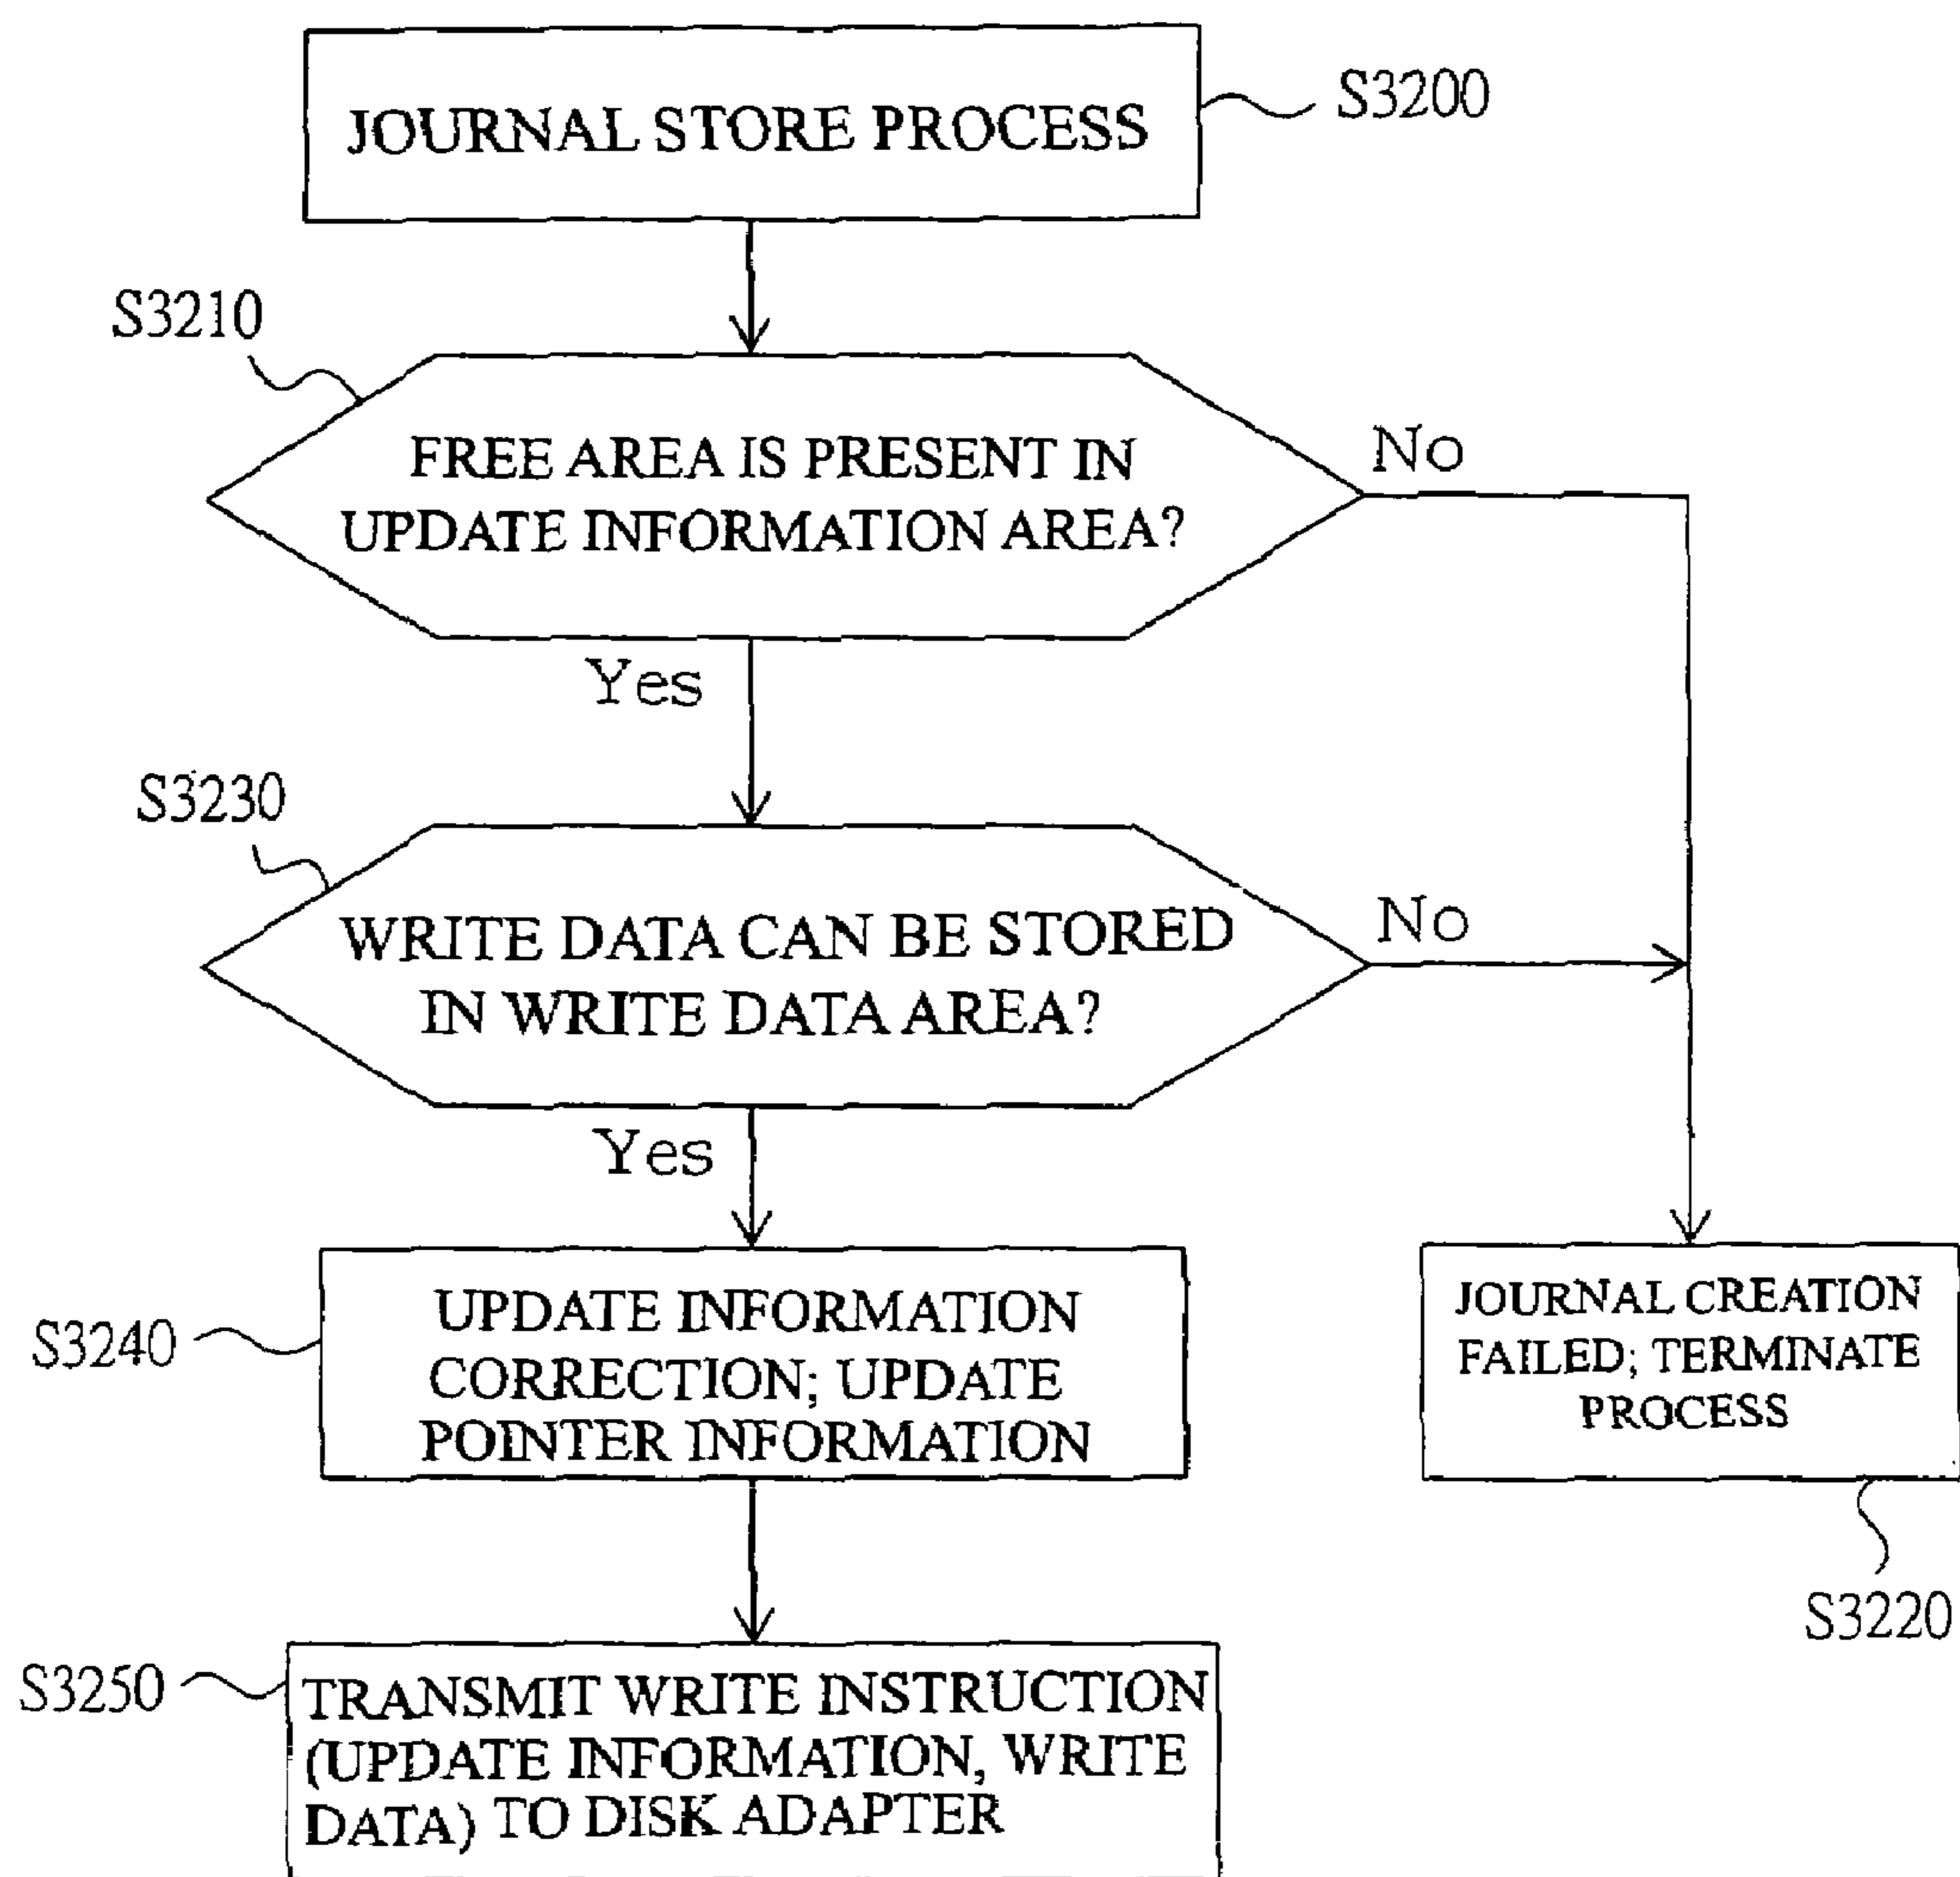 JOURNAL STORE PROCESS
S3200
S3210
FREE AREA IS PRESENT IN
UPDATE INFORMATION AREA?
No
Yes
S3230
WRITE DATA CAN BE STORED
IN WRITE DATA AREA?
No
Yes
S3240
UPDATE INFORMATION
CORRECTION; UPDATE
POINTER INFORMATION
JOURNAL CREATION
FAILED; TERMINATE
PROCESS
S3220
S3250
TRANSMIT WRITE INSTRUCTION
(UPDATE INFORMATION, WRITE
DATA) TO DISK ADAPTER